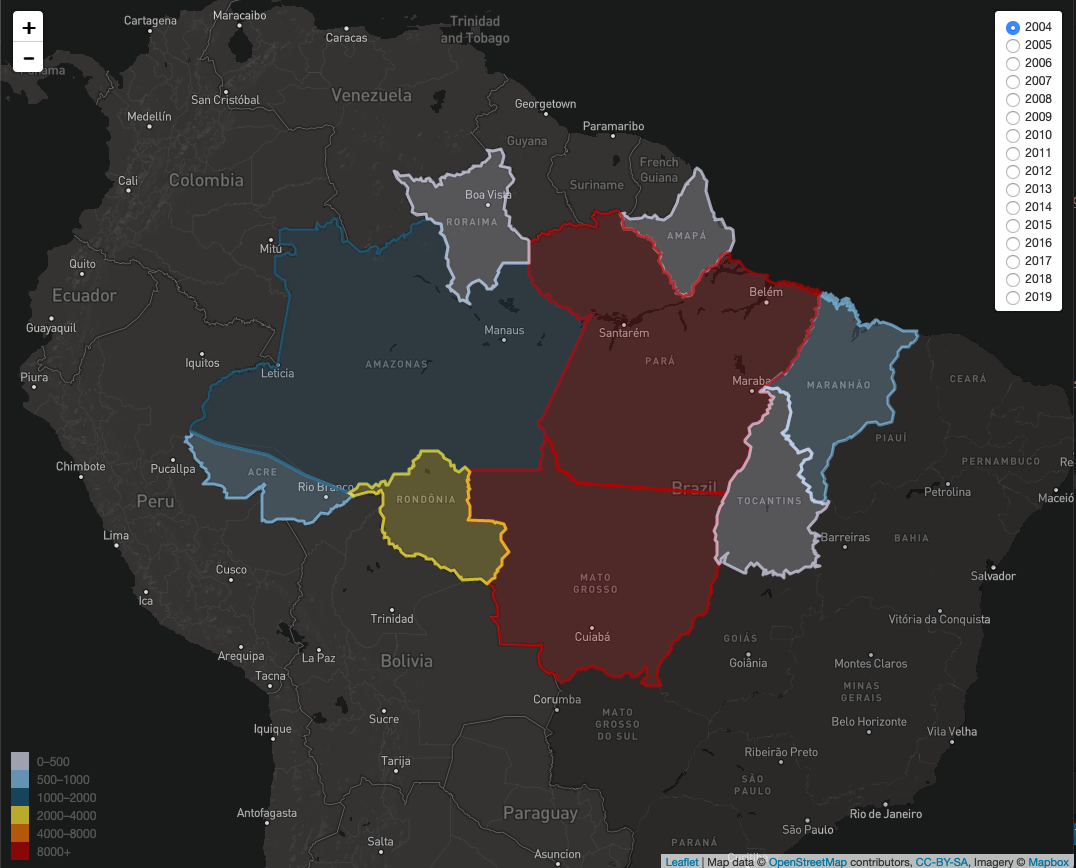 +
−
2004
2005
2006
2007
2008
2009
2010
2011
2012
2013
2014
2015
2016
2017
2018
2019
Cartagena
Maracaibo
Caracas
Trinidad
and Tobago
Panama
San Cristóbal
Venezuela
Medellín
Georgetown
Paramaribo
Guyana
French
Guiana
Suriname
Cali
Colombia
Boa Vista
RORAIMA
AMAPÁ
Mitú
Quito
Ecuador
Belém
Guayaquil
Manaus
Santarém
Iquitos
Leticia
AMAZONAS
PARÁ
Piura
Maraba
MARANHÃO
CEARÁ
PIAUÍ
Chimbote
Pucallpa
ACRE
PERNAMBUCO
Re
Rio Branco
RONDÔNIA
Brazil
TOCANTINS
Petrolina
Maceió
Peru
Lima
Barreiras
BAHIA
Cusco
MATO
GROSSO
Salvador
Ica
Trinidad
Vitória da Conquista
Cuiabá
GOIÁS
Arequipa
La Paz
Bolivia
Goiânia
Montes Claros
Tacna
MINAS
GERAIS
Corumba
Sucre
MATO
GROSSO
DO SUL
Belo Horizonte
Iquique
Vila Velha
Ribeirão Preto
Tarija
SÃO
PAULO
Antofagasta
Paraguay
Rio de Janeiro
São Paulo
Salta
PARANÁ
Asuncion
0–500
500–1000
1000–2000
2000–4000
4000–8000
8000+
Leaflet | Map data © OpenStreetMap contributors, CC-BY-SA, Imagery © Mapbox